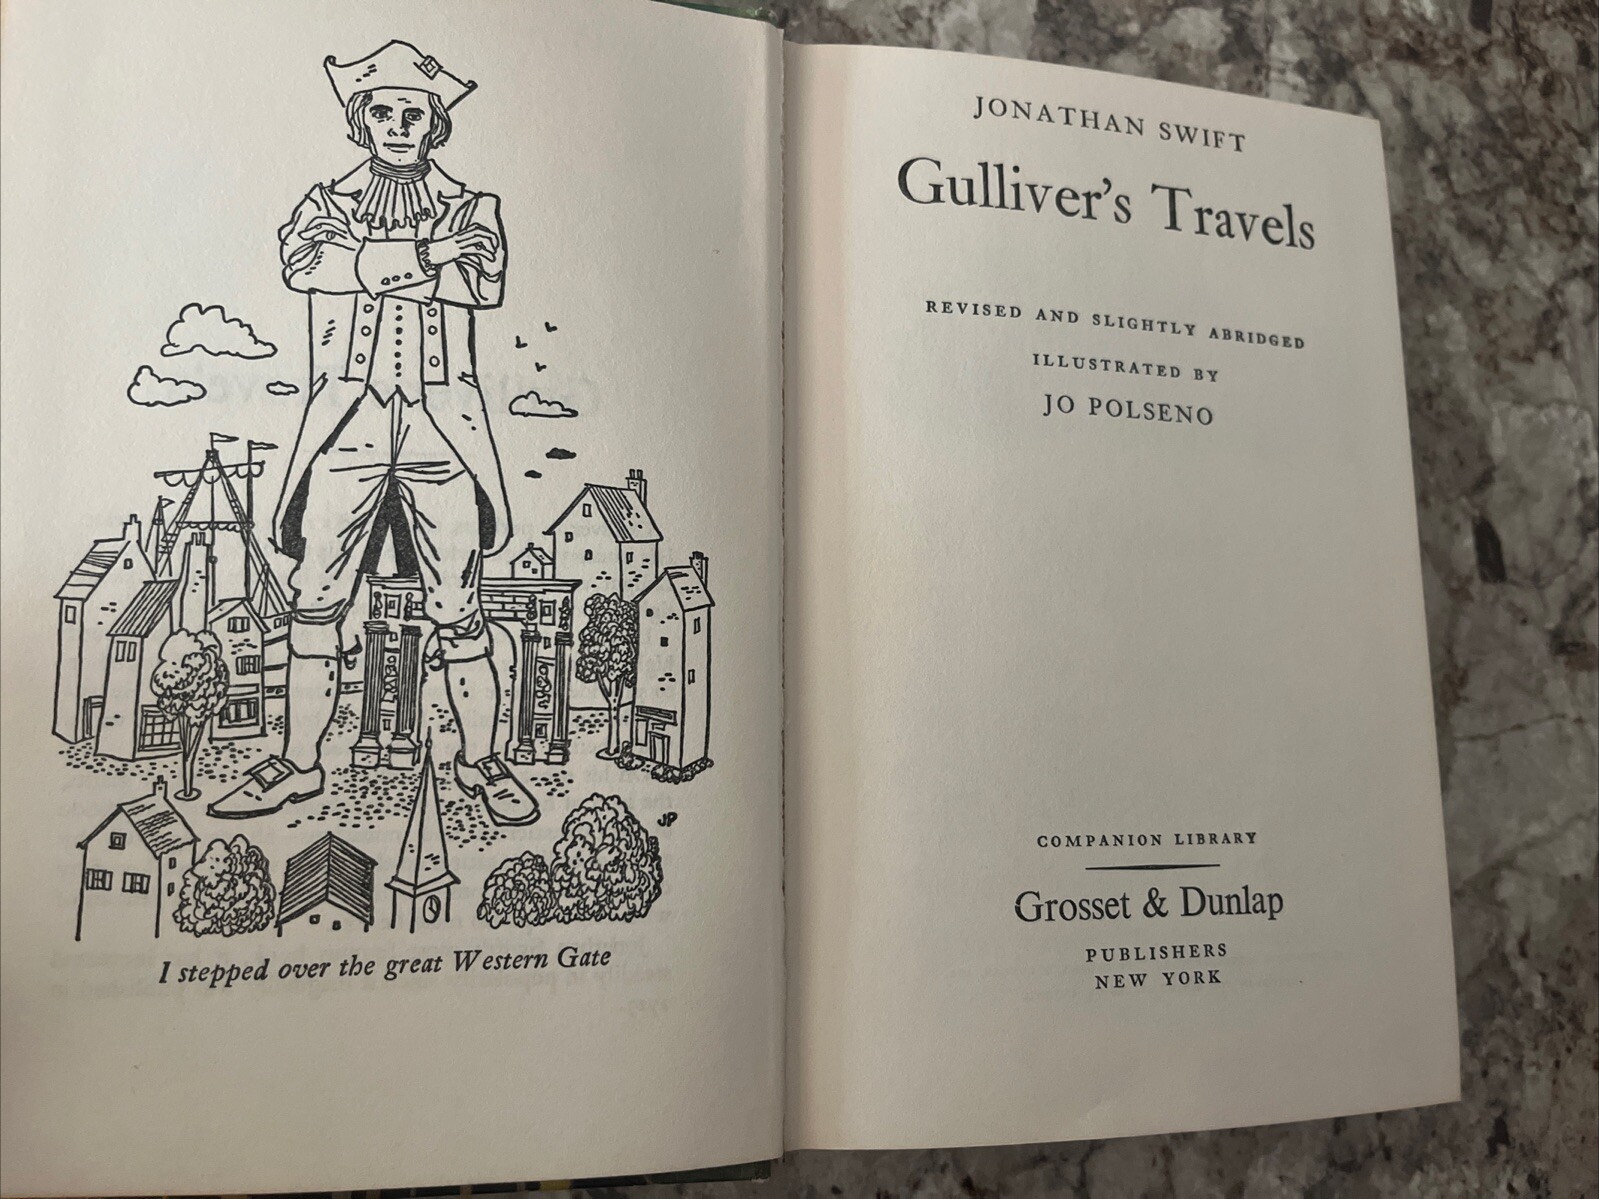 JP
I stepped over the great Western Gate
JONATHAN SWIFT
Gulliver's Travels
REVISED AND SLIGHTLY ABRIDGED
ILLUSTRATED BY
JO POLSENO
COMPANION LIBRARY
Grosset & Dunlap
PUBLISHERS
NEW YORK